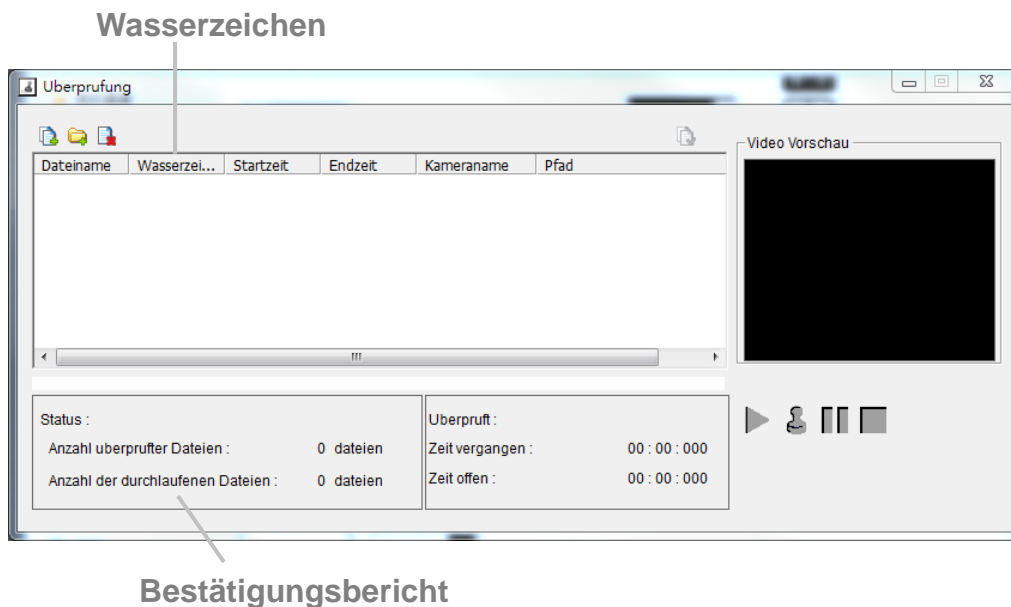 Wasserzeichen
Uberprufung
Video Vorschau
Dateiname Wasserzei... Startzeit Endzeit Kameraname Pfad
Status :
Anzahl uberprufter Dateien : 0 dateien
Anzahl der durchlaufenen Dateien : 0 dateien
Uberpruft :
Zeit vergangen : 00 : 00 : 000
Zeit offen : 00 : 00 : 000
Bestätigungsbericht